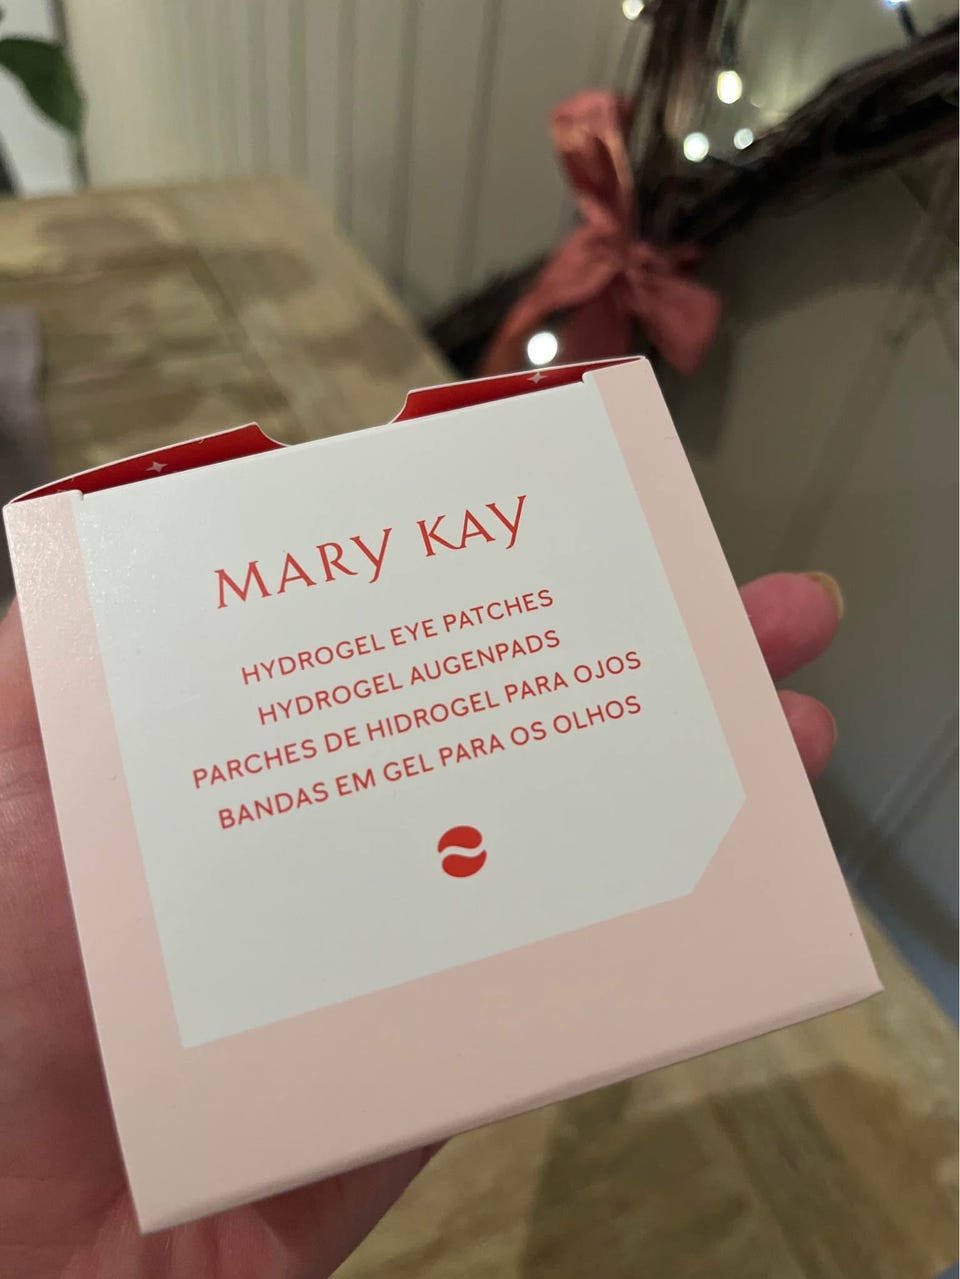 MARY KAY
HYDROGEL EYE PATCHES
HYDROGEL AUGENPADS
PARCHES DE HIDROGEL PARA OJOS
BANDAS EM GEL PARA OS OLHOS